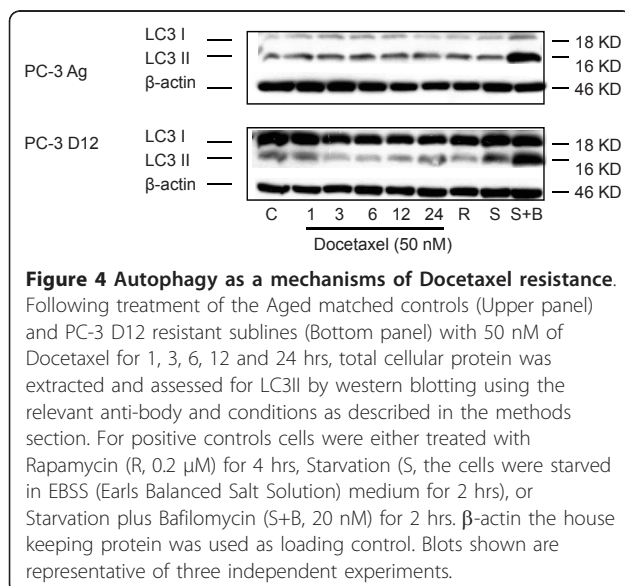 LC3 I
18 KD
PC-3 Ag
LC3 II
16 KD
β-actin
46 KD
PC-3 D12
LC3 I
18 KD
LC3 II
16 KD
β-actin
46 KD
C 1 3 6 12 24 R S S+B
Docetaxel (50 nM)
Figure 4 Autophagy as a mechanisms of Docetaxel resistance.
Following treatment of the Aged matched controls (Upper panel)
and PC-3 D12 resistant sublines (Bottom panel) with 50 nM of
Docetaxel for 1, 3, 6, 12 and 24 hrs, total cellular protein was
extracted and assessed for LC3II by western blotting using the
relevant anti-body and conditions as described in the methods
section. For positive controls cells were either treated with
Rapamycin (R, 0.2 μM) for 4 hrs, Starvation (S, the cells were starved
in EBSS (Earls Balanced Salt Solution) medium for 2 hrs), or
Starvation plus Bafilomycin (S+B, 20 nM) for 2 hrs. β-actin the house
keeping protein was used as loading control. Blots shown are
representative of three independent experiments.